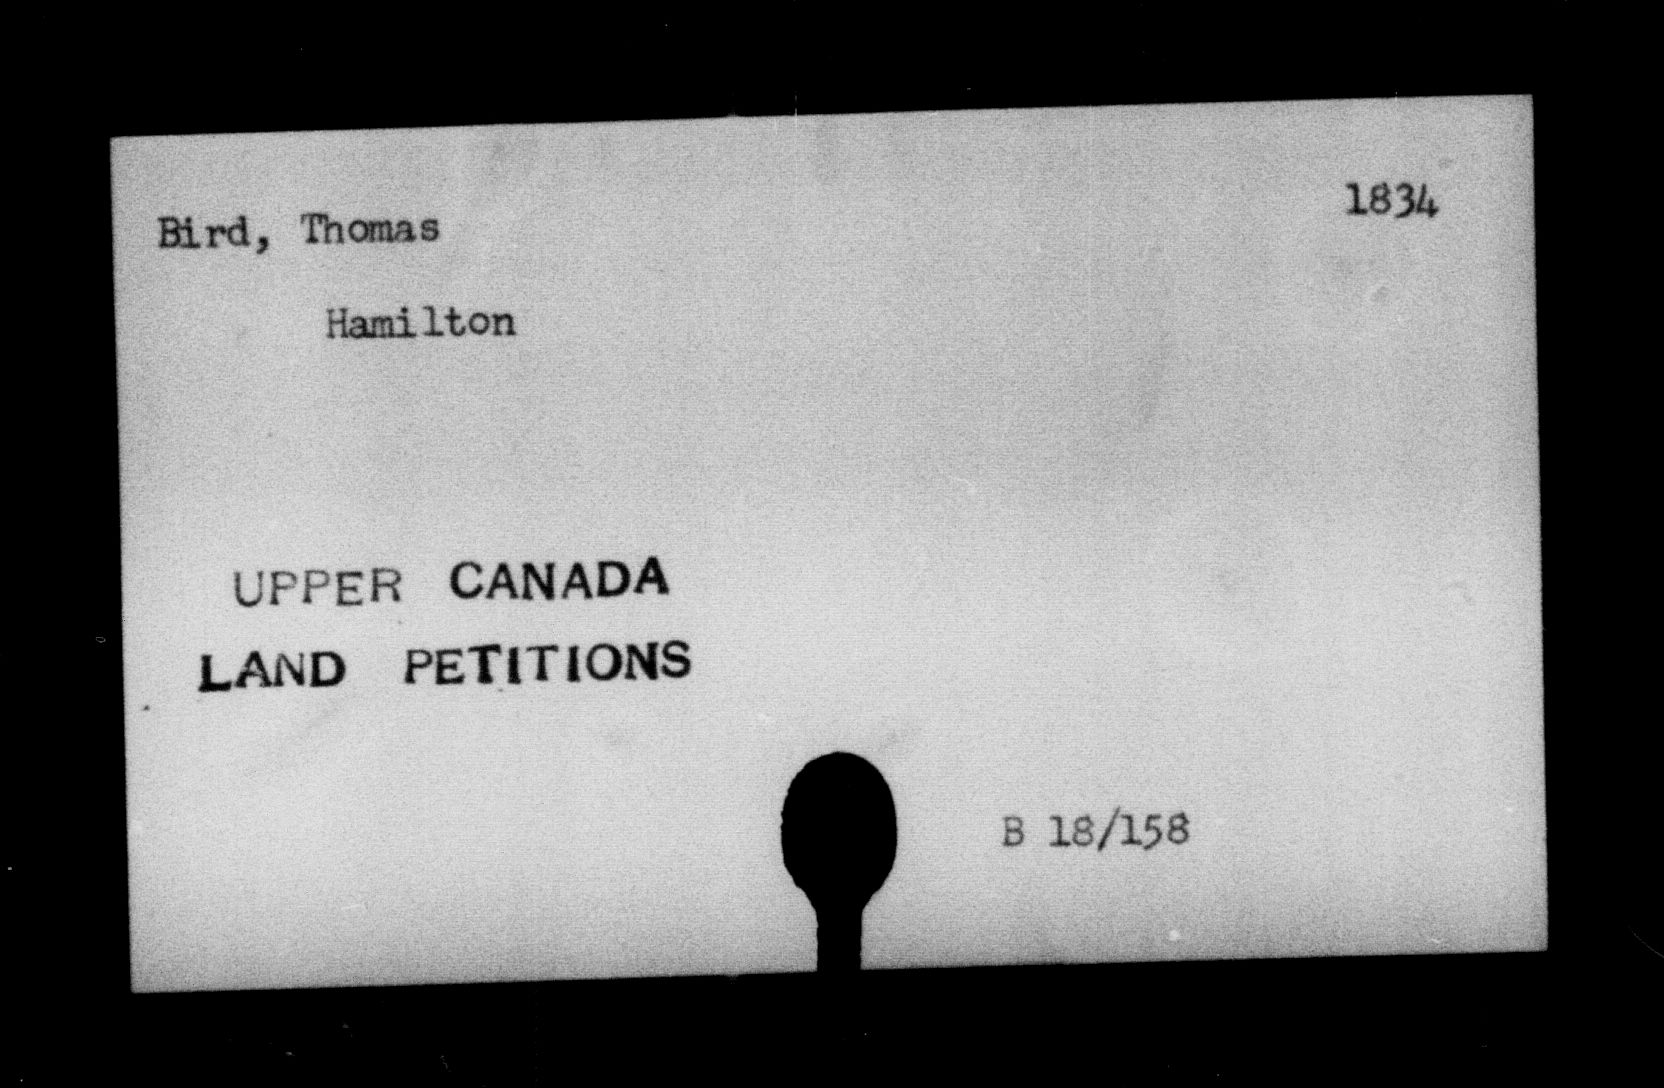 1834
Bird, Thomas
Hamilton
UPPER CANADA
LAND PETITIONS
B 18/158